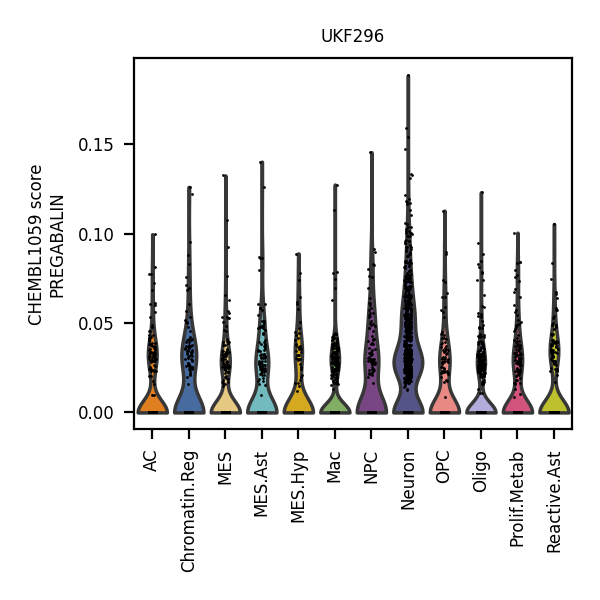 UKF296
CHEMBL1059 score
PREGABALIN
0.15
0.10
0.05
0.00
AC
Chromatin.Reg
MES
MES.Ast
MES.Hyp
Mac
NPC
Neuron
OPC
Oligo
Prolif.Metab
Reactive.Ast